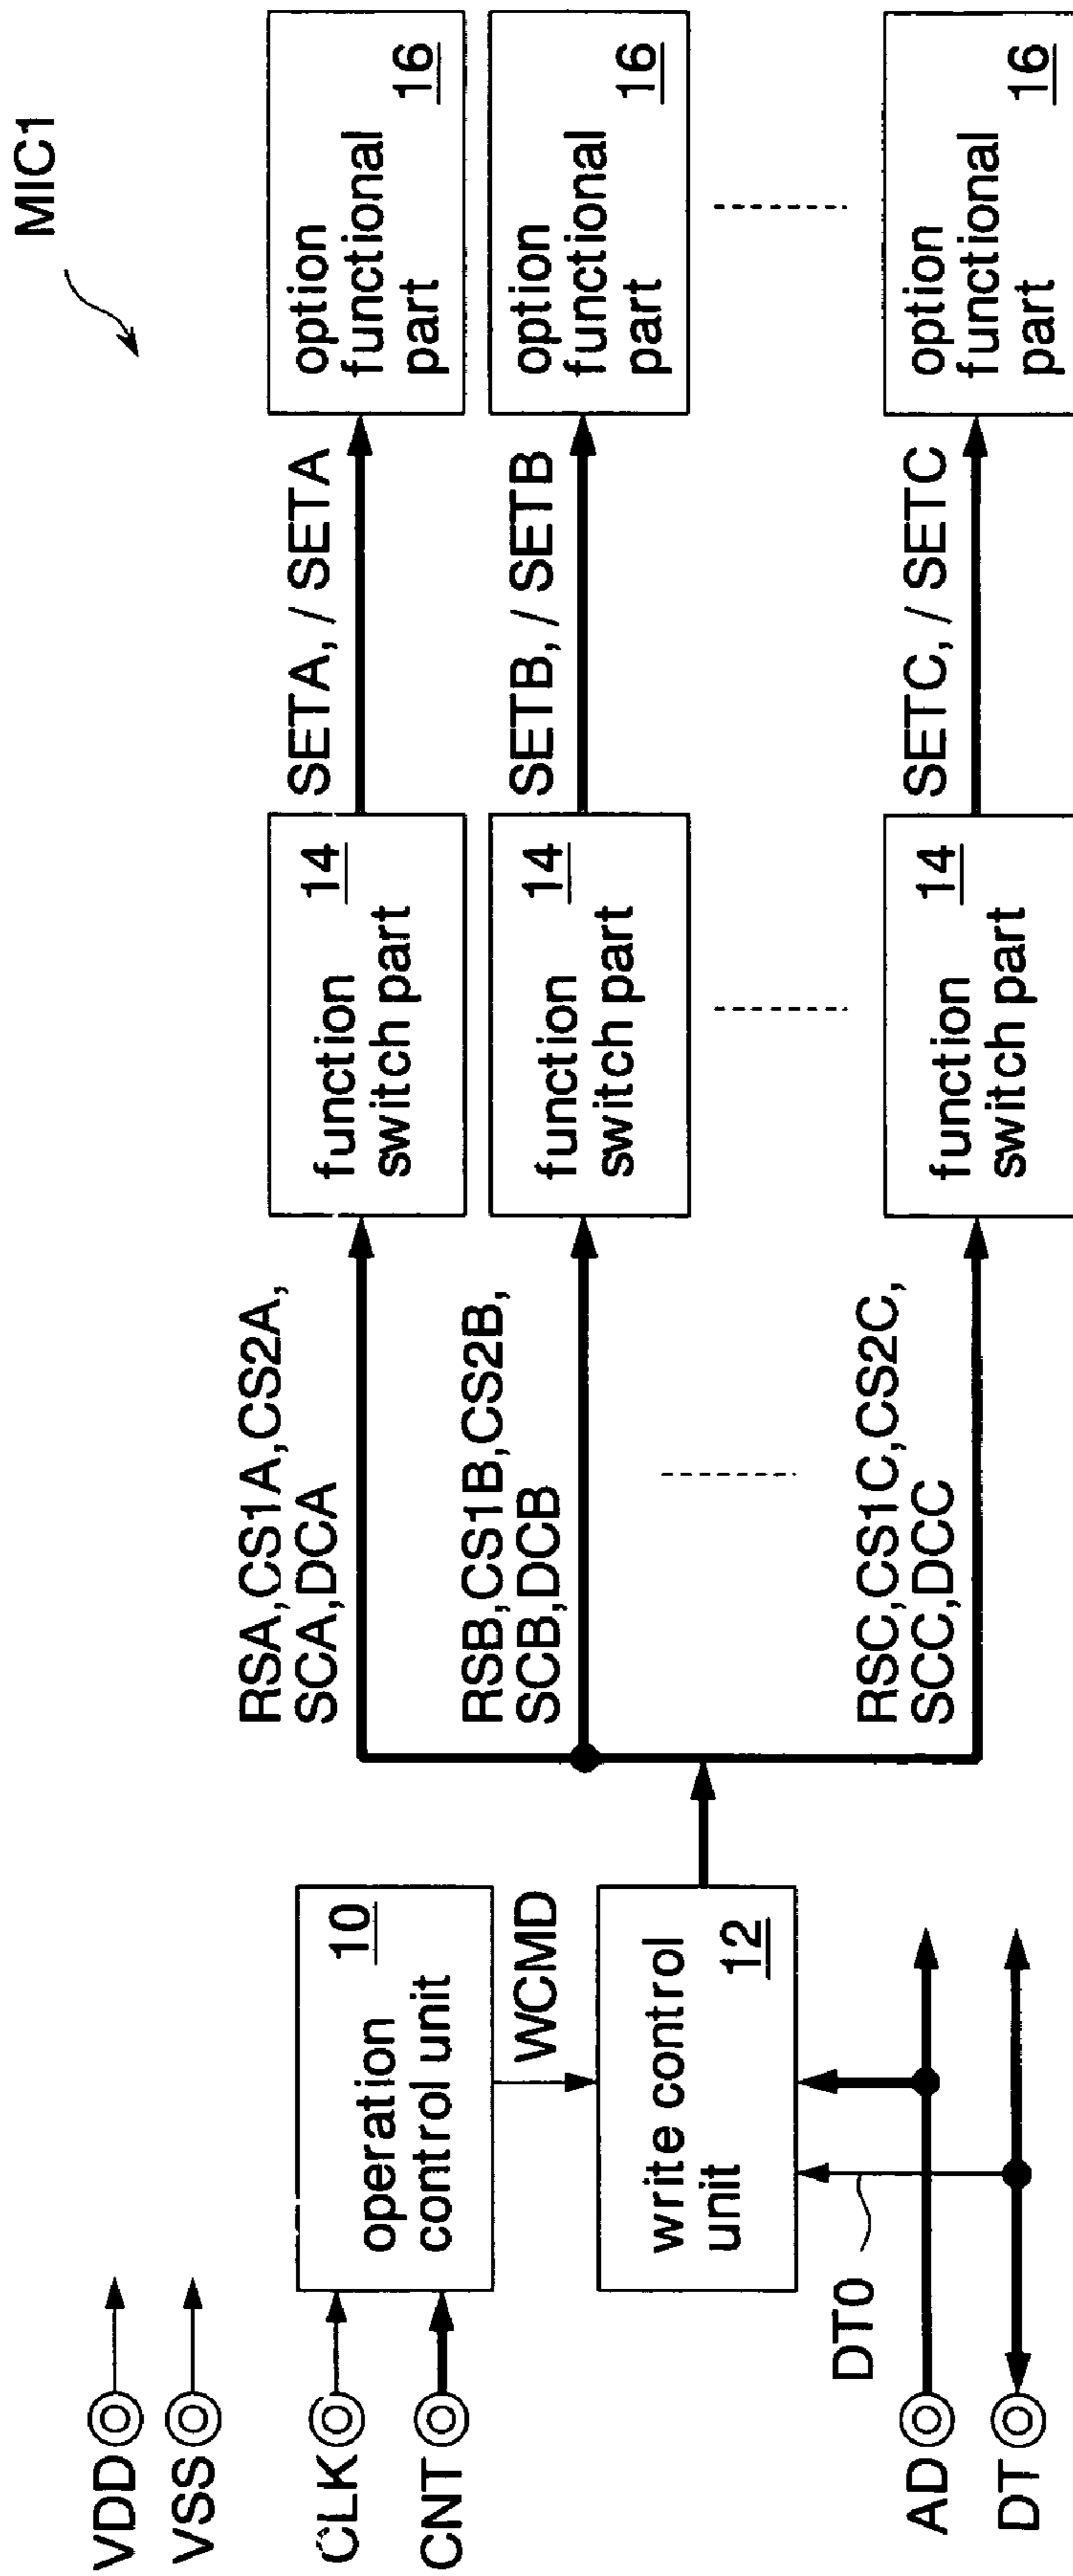 MIC1
VDD
VSS
CLK
CNT
operation
control unit
10
WCMD
write control
unit
12
DT0
AD
DT
RSA,CS1A,CS2A,
SCA,DCA
function
switch part
14
SETA, / SETA
option
functional
part
16
RSB,CS1B,CS2B,
SCB,DCB
function
switch part
14
SETB, / SETB
option
functional
part
16
RSC,CS1C,CS2C,
SCC,DCC
function
switch part
14
SETC, / SETC
option
functional
part
16